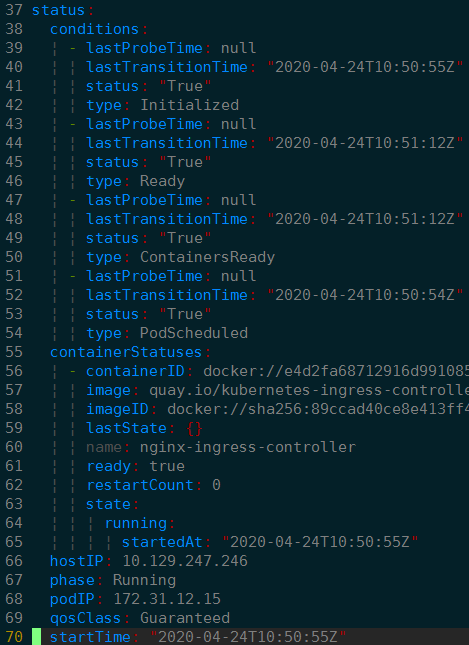 37 status:
38 conditions:
39 - lastProbeTime: null
40 lastTransitionTime: "2020-04-24T10:50:55Z"
41 status: "True"
42 type: Initialized
43 - lastProbeTime: null
44 lastTransitionTime: "2020-04-24T10:51:12Z"
45 status: "True"
46 type: Ready
47 - lastProbeTime: null
48 lastTransitionTime: "2020-04-24T10:51:12Z"
49 status: "True"
50 type: ContainersReady
51 - lastProbeTime: null
52 lastTransitionTime: "2020-04-24T10:50:54Z"
53 status: "True"
54 type: PodScheduled
55 containerStatuses:
56 - containerID: docker://e4d2fa68712916d991085
57 image: quay.io/kubernetes-ingress-controlle
58 imageID: docker://sha256:89ccad40ce8e413ff4
59 lastState: {}
60 name: nginx-ingress-controller
61 ready: true
62 restartCount: 0
63 state:
64 running:
65 startedAt: "2020-04-24T10:50:55Z"
66 hostIP: 10.129.247.246
67 phase: Running
68 podIP: 172.31.12.15
69 qosClass: Guaranteed
70 startTime: "2020-04-24T10:50:55Z"